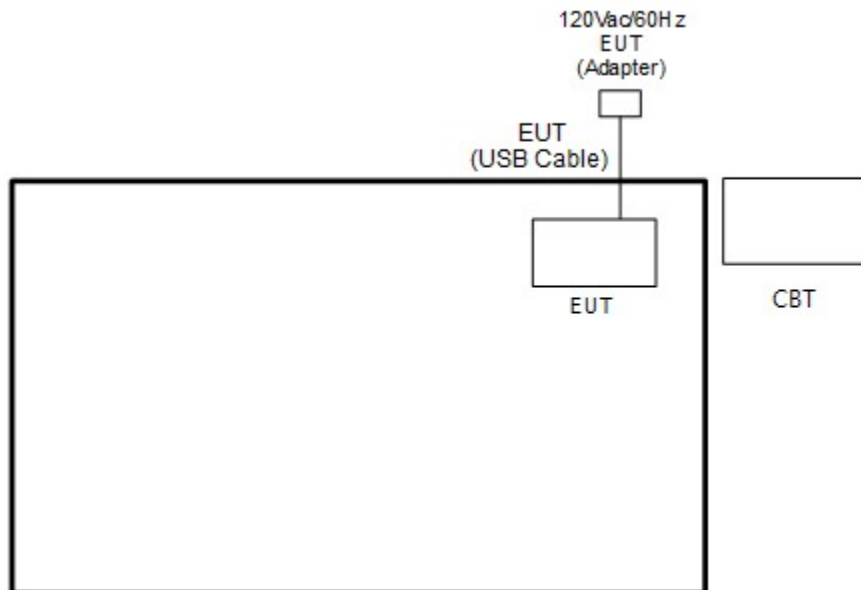 120Vac/60Hz
EUT
(Adapter)
EUT
(USB Cable)
EUT
CBT